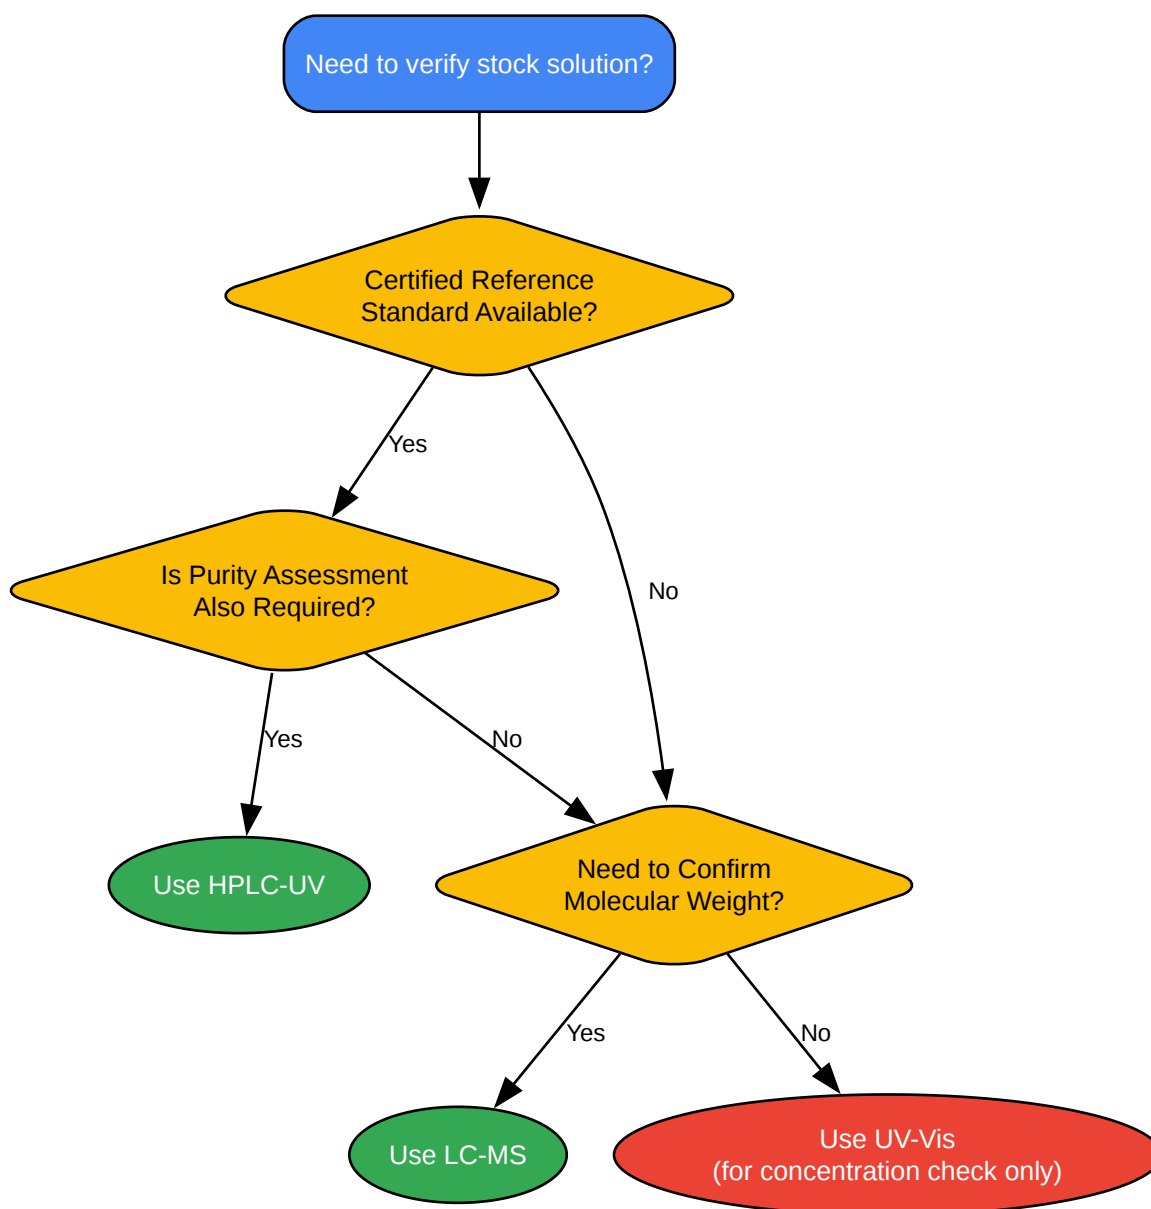 Need to verify stock solution?
Certified Reference
Standard Available?
Yes
Is Purity Assessment
Also Required?
No
Yes
No
Use HPLC-UV
Need to Confirm
Molecular Weight?
Yes
No
Use LC-MS
Use UV-Vis
(for concentration check only)